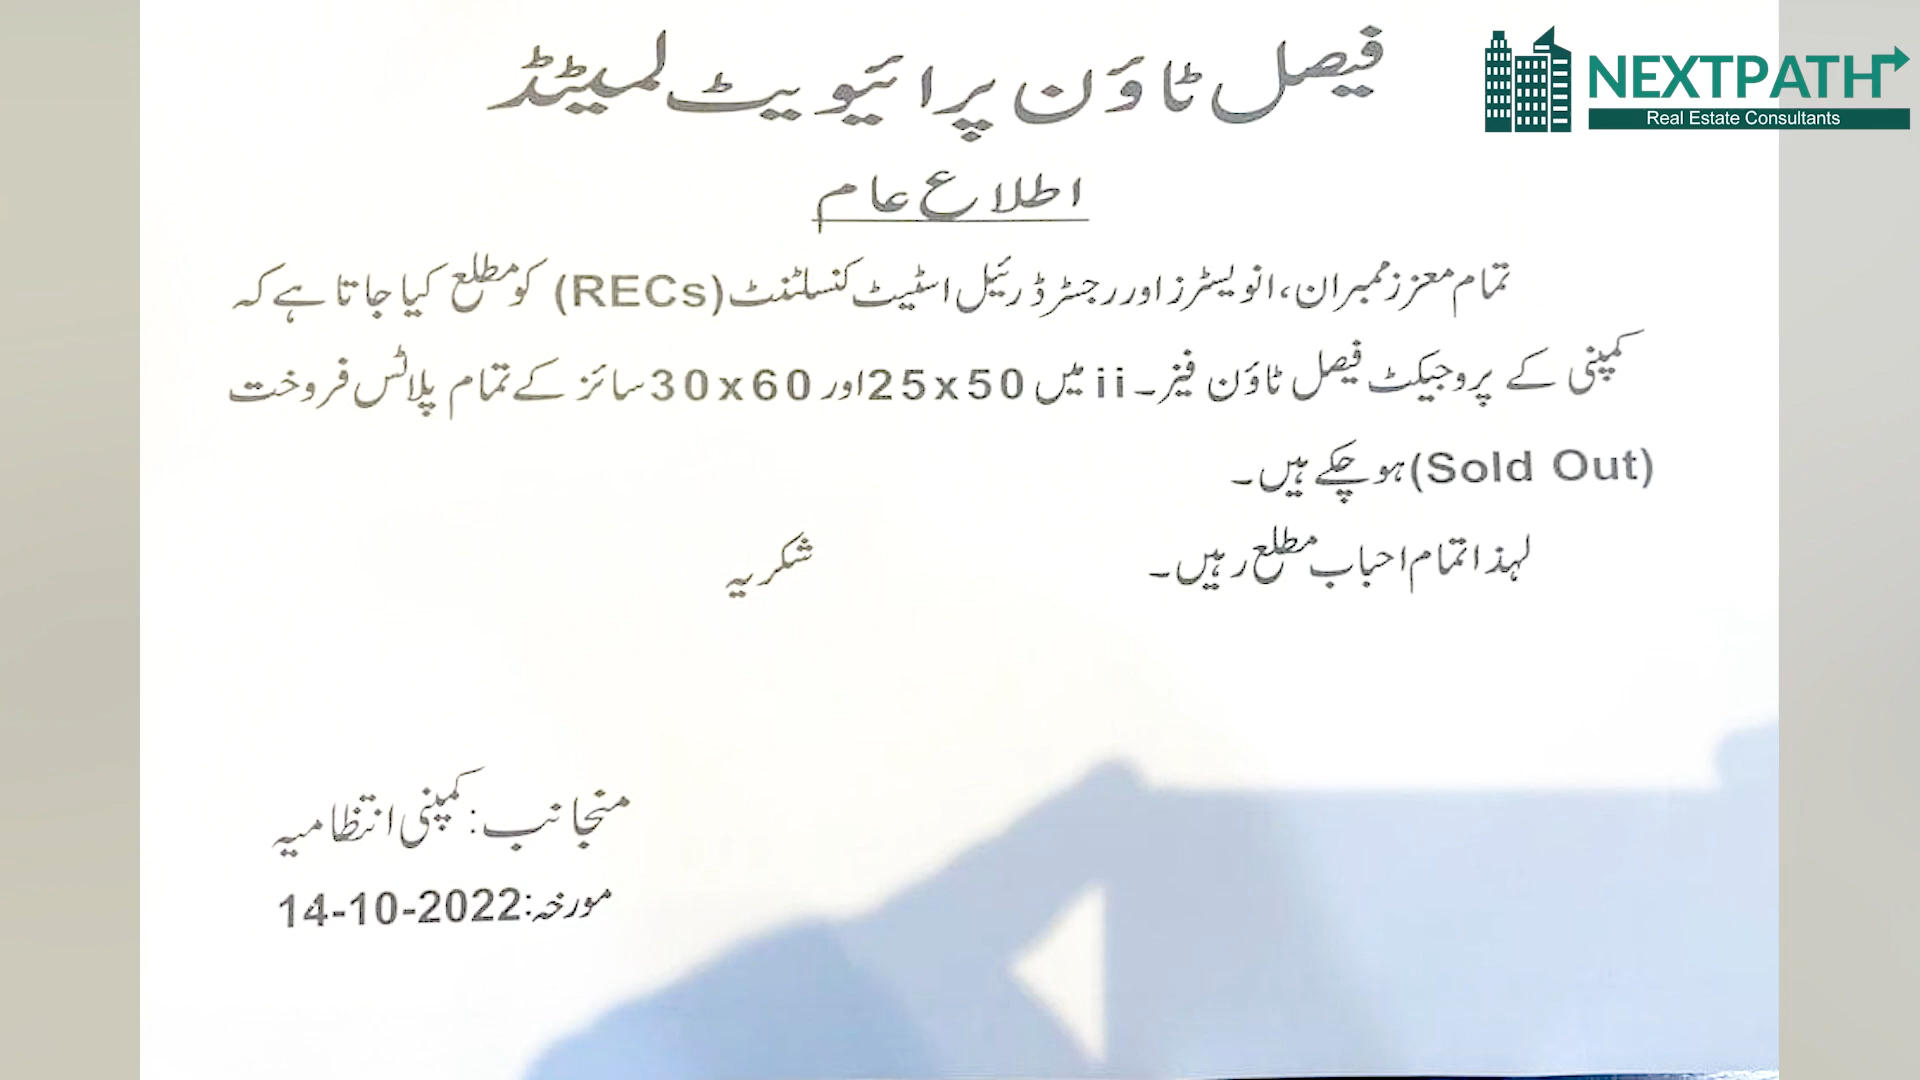 فیصل ٹاؤن پرائیویٹ لمیٹڈ
NEXTPATH
Real Estate Consultants
اطلاع عام
تمام معزز ممبران، انویسٹرز اور رجسٹرڈ رئیل اسٹیٹ کنسلٹنٹ (RECs) کو مطلع کیا جاتا ہے کہ
کمپنی کے پروجیکٹ فیصل ٹاؤن فیز۔ii میں 25x50 اور 30x60 سائز کے تمام پلاٹس فروخت
(Sold Out) ہو چکے ہیں۔
لہذا تمام احباب مطلع رہیں۔ شکریہ
منجانب: کمپنی انتظامیہ
مورخہ: 14-10-2022